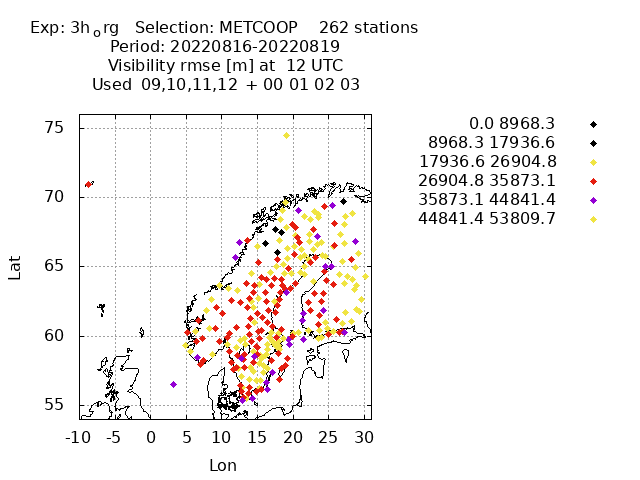 Exp: 3h_org   Selection: METCOOP    262 stations
Period: 20220816-20220819
Visibility rmse [m] at  12 UTC
Used  09,10,11,12 + 00 01 02 03
0.0 8968.3
8968.3 17936.6
17936.6 26904.8
26904.8 35873.1
35873.1 44841.4
44841.4 53809.7
75
70
65
60
55
Lat
-10 -5 0 5 10 15 20 25 30
Lon